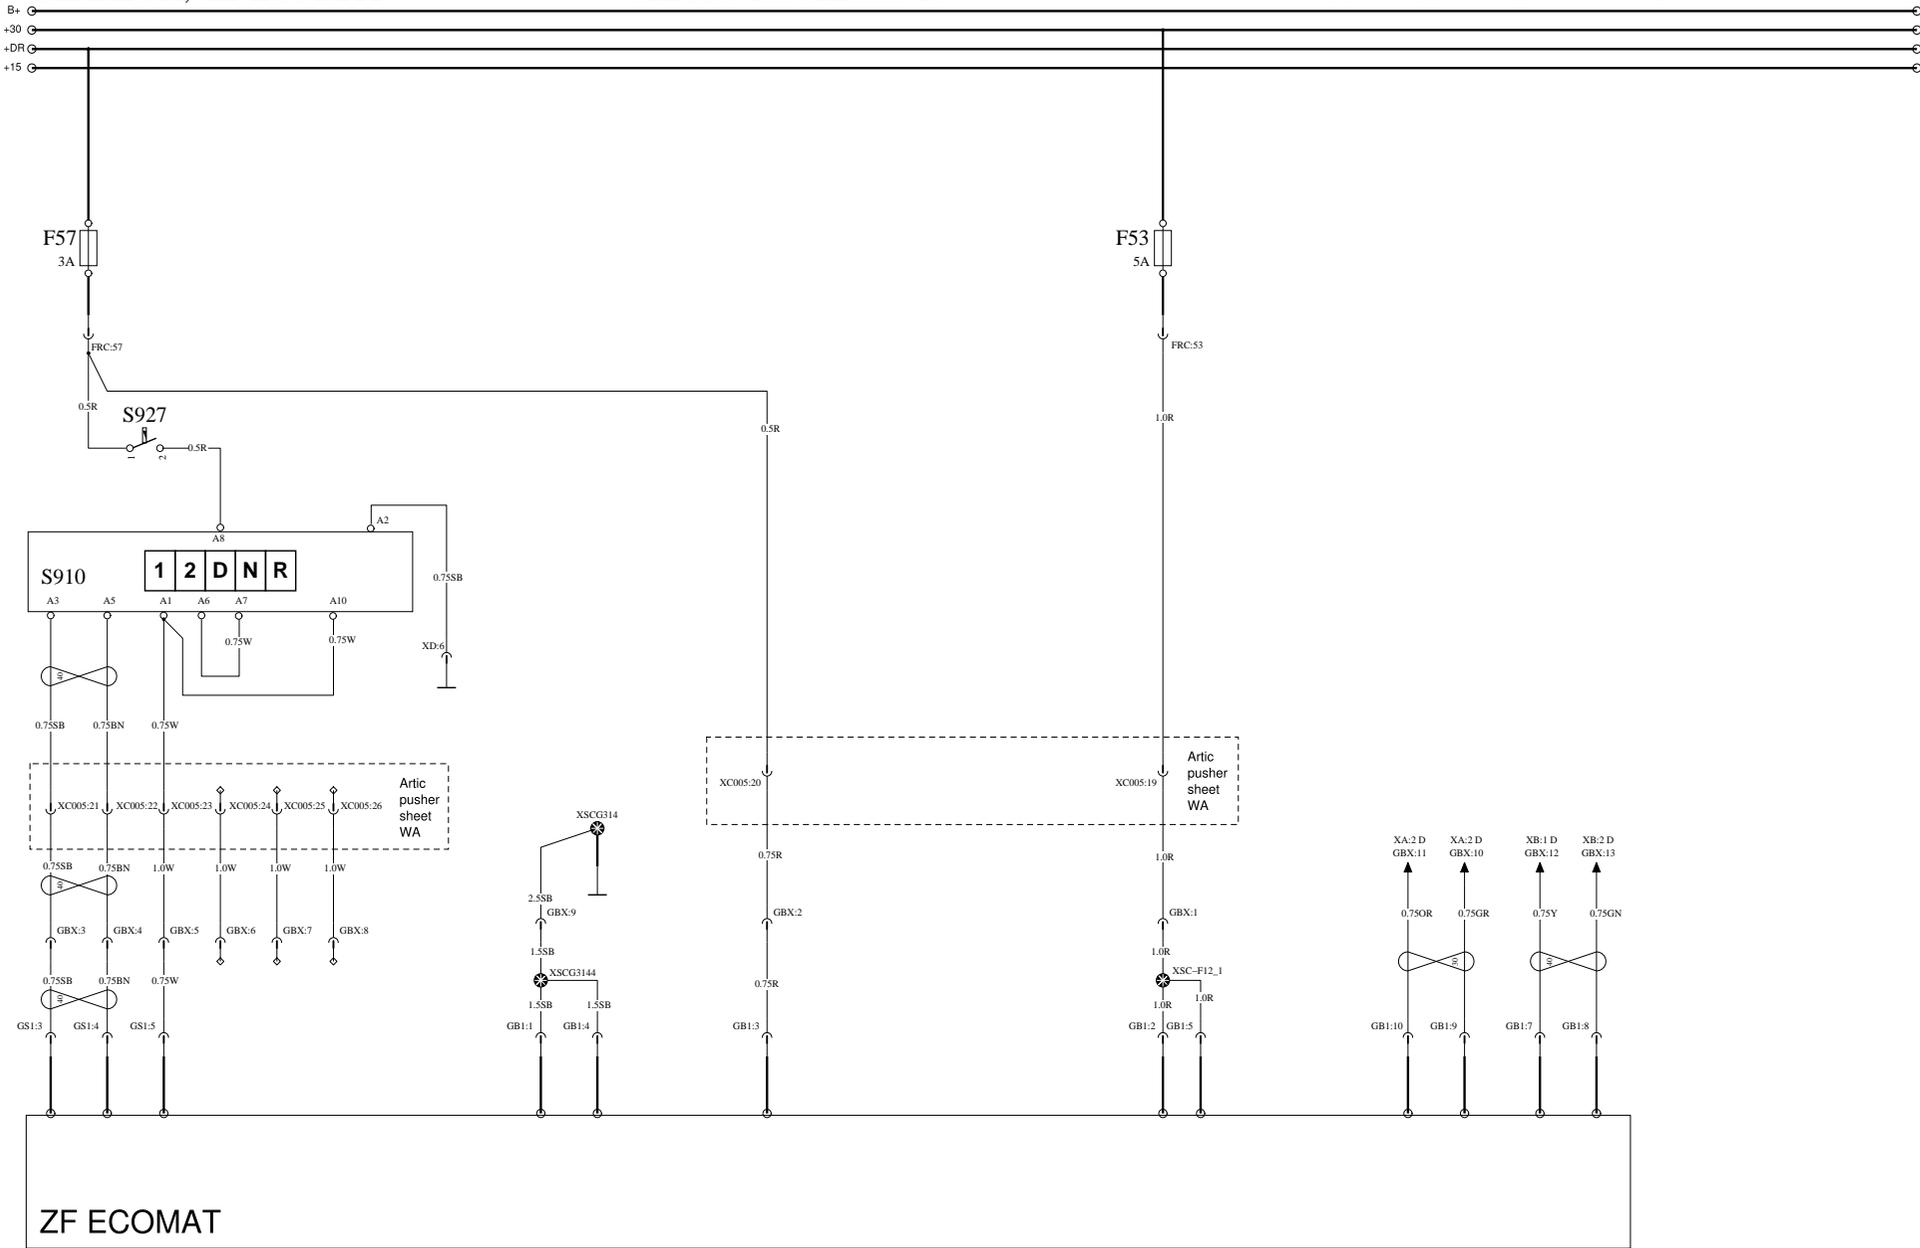 B+
+30
+DR
+15
F57
3A
F53
5A
FRC:57
FRC:53
0.5R
S927
1
2
0.5R
0.5R
1.0R
A2
A8
S910
1 2 D N R
A3 A5 A1 A6 A7 A10
0.75SB
0.75W
0.75W
XD:6
40
0.75SB 0.75BN 0.75W
Artic
pusher
sheet
WA
XC005:20
XC005:19
Artic
pusher
sheet
WA
XC005:21 XC005:22 XC005:23 XC005:24 XC005:25 XC005:26
XSCG314
XA:2 D XA:2 D XB:1 D XB:2 D
GBX:11 GBX:10 GBX:12 GBX:13
0.75SB 0.75BN 1.0W 1.0W 1.0W 1.0W
0.75R
1.0R
40
2.5SB
GBX:9
GBX:2
GBX:1
0.75OR 0.75GR 0.75Y 0.75GN
GBX:3 GBX:4 GBX:5 GBX:6 GBX:7 GBX:8
1.5SB
1.0R
30
40
0.75SB 0.75BN 0.75W
XSCG3144
0.75R
XSC-F12_1
40
1.5SB 1.5SB
1.0R 1.0R
GS1:3 GS1:4 GS1:5 GB1:1 GB1:4 GB1:3 GB1:2 GB1:5 GB1:10 GB1:9 GB1:7 GB1:8
ZF ECOMAT